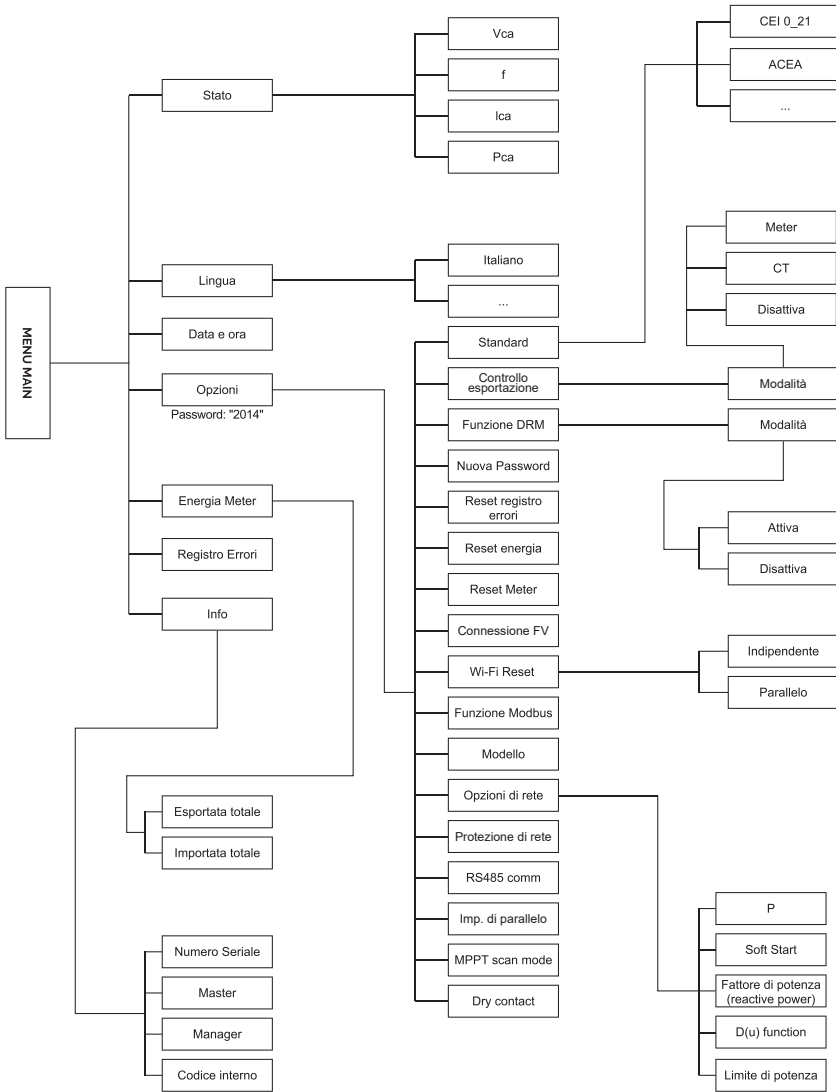 MENU MAIN
Stato
Vca
f
Ica
Pca
Lingua
Italiano
...
Data e ora
Opzioni
Password: "2014"
Standard
CEI 0_21
ACEA
...
Controllo
esportazione
Modalità
Meter
CT
Disattiva
Funzione DRM
Modalità
Attiva
Disattiva
Nuova Password
Reset registro
errori
Reset energia
Reset Meter
Connessione FV
Wi-Fi Reset
Indipendente
Parallelo
Funzione Modbus
Modello
Opzioni di rete
P
Soft Start
Fattore di potenza
(reactive power)
D(u) function
Limite di potenza
Protezione di rete
RS485 comm
Imp. di parallelo
MPPT scan mode
Dry contact
Energia Meter
Esportata totale
Importata totale
Registro Errori
Info
Numero Seriale
Master
Manager
Codice interno